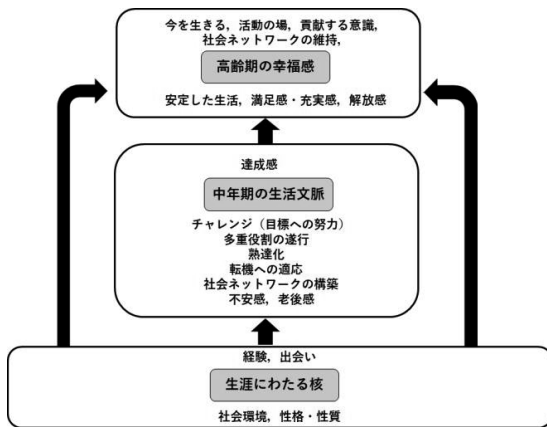 今を生きる，活動の場，貢献する意識，
社会ネットワークの維持，
高齢期の幸福感
安定した生活，満足感・充実感，解放感
達成感
中年期の生活文脈
チャレンジ（目標への努力）
多重役割の遂行
熟達化
転機への適応
社会ネットワークの構築
不安感，老後感
経験，出会い
生涯にわたる核
社会環境，性格・性質